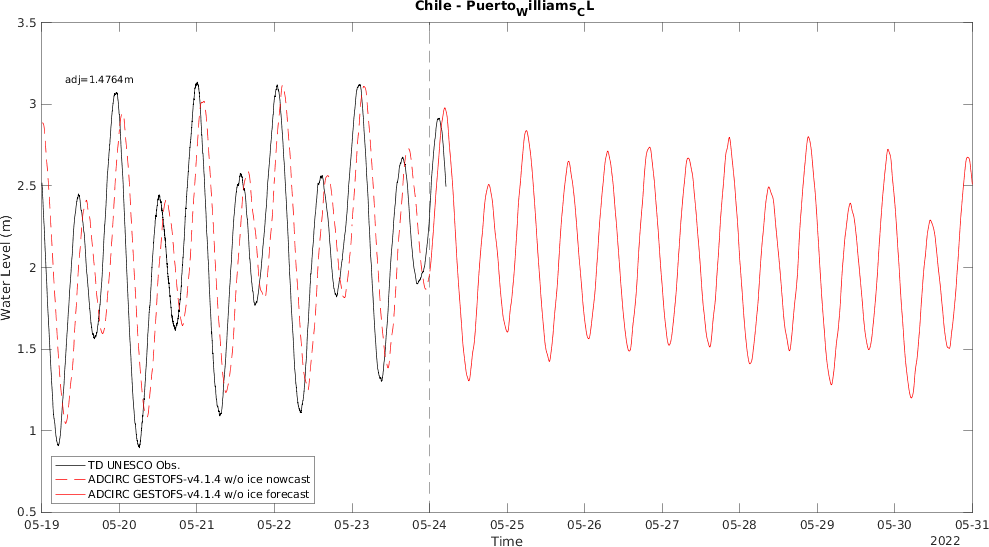 Chile - PuertoWilliamsCL
3.5
adj=1.4764m
3
2.5
2
1.5
1
0.5
Water Level (m)
TD UNESCO Obs.
ADCIRC GESTOFS-v4.1.4 w/o ice nowcast
ADCIRC GESTOFS-v4.1.4 w/o ice forecast
05-19 05-20 05-21 05-22 05-23 05-24 05-25 05-26 05-27 05-28 05-29 05-30 05-31
Time
2022